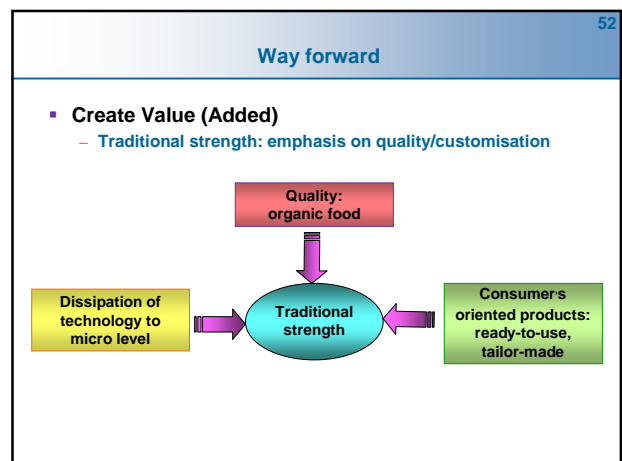 52
Way forward
▪ Create Value (Added)
– Traditional strength: emphasis on quality/customisation
Quality:
organic food
Dissipation of
technology to
micro level
Traditional
strength
Consumer's
oriented products:
ready-to-use,
tailor-made